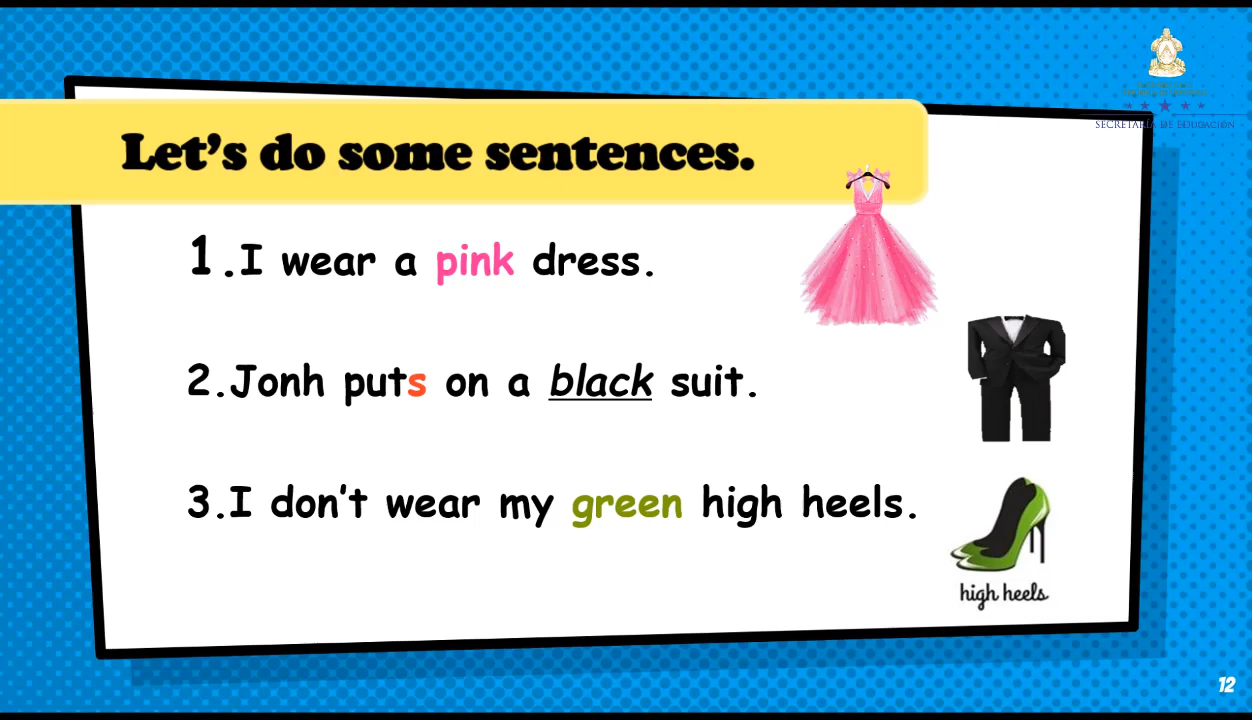 SECRETARÍA DE EDUCACIÓN
Let's do some sentences.
1.I wear a pink dress.
2.Jonh puts on a black suit.
3.I don't wear my green high heels.
high heels
12